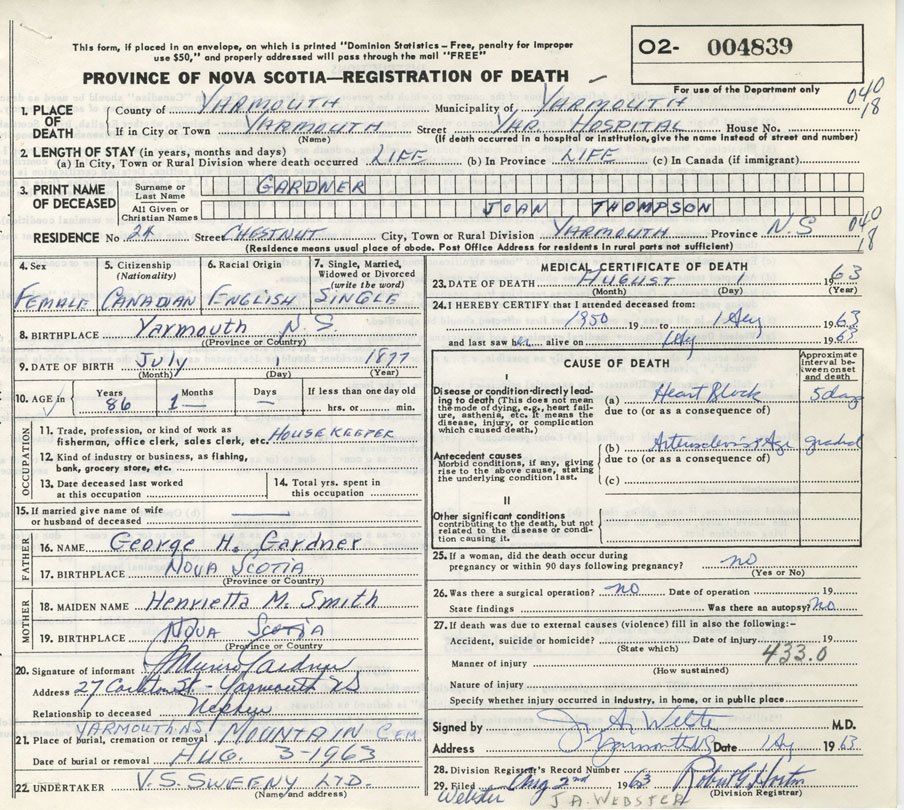 This form, if placed in an envelope, on which is printed "Dominion Statistics – Free, penalty for improper
use $50," and properly addressed will pass through the mail "FREE"
O2- 004839
PROVINCE OF NOVA SCOTIA—REGISTRATION OF DEATH
For use of the Department only
040
18
1. PLACE OF DEATH
County of YARMOUTH Municipality of YARMOUTH
If in City or Town YARMOUTH Street YAR. HOSPITAL House No.
(Name) (If death occurred in a hospital or institution, give the name instead of street and number)
2. LENGTH OF STAY (in years, months and days)
(a) In City, Town or Rural Division where death occurred LIFE (b) In Province LIFE (c) In Canada (if immigrant)
3. PRINT NAME OF DECEASED
Surname or Last Name GARDNER
All Given or Christian Names JOAN THOMPSON
RESIDENCE No. 24 Street CHESTNUT City, Town or Rural Division YARMOUTH Province N.S 040
18
(Residence means usual place of abode. Post Office Address for residents in rural parts not sufficient)
4. Sex
FEMALE
5. Citizenship
(Nationality)
CANADIAN
6. Racial Origin
ENGLISH
7. Single, Married,
Widowed or Divorced
(write the word)
SINGLE
8. BIRTHPLACE Yarmouth N.S.
(Province or Country)
9. DATE OF BIRTH July 1 1877
(Month) (Day) (Year)
10. AGE in
Years 86
Months 1
Days —
If less than one day old
hrs. or min.
OCCUPATION
11. Trade, profession, or kind of work as
fisherman, office clerk, sales clerk, etc. HOUSEKEEPER
12. Kind of industry or business, as fishing,
bank, grocery store, etc.
13. Date deceased last worked
at this occupation
14. Total yrs. spent in
this occupation
15. If married give name of wife
or husband of deceased
FATHER
16. NAME George H. Gardner
17. BIRTHPLACE NOVA SCOTIA
(Province or Country)
MOTHER
18. MAIDEN NAME Henrietta M. Smith
19. BIRTHPLACE NOVA SCOTIA
(Province or Country)
20. Signature of informant Gardner
Address 27 Carleton St - Yarmouth NS
Relationship to deceased Nephew
21. Place of burial, cremation or removal YARMOUTH N.S. MOUNTAIN CEM.
Date of burial or removal AUG. 3-1963
22. UNDERTAKER V.S. SWEENY LTD.
(Name and address)
MEDICAL CERTIFICATE OF DEATH
23. DATE OF DEATH AUGUST 1 1963
(Month) (Day) (Year)
24. I HEREBY CERTIFY that I attended deceased from:
1950 19 to 1 Aug 1963
and last saw her alive on 1 Aug 1963
CAUSE OF DEATH
Approximate interval between onset and death
I
Disease or condition directly leading to death (This does not mean the mode of dying, e.g., heart failure, asthenia, etc. It means the disease, injury, or complication which caused death.)
(a) Heart Block 5 days
due to (or as a consequence of)
Antecedent causes
Morbid conditions, if any, giving rise to the above cause, stating the underlying condition last.
(b) Age gradual
due to (or as a consequence of)
(c)
II
Other significant conditions
contributing to the death, but not related to the disease or condition causing it.
25. If a woman, did the death occur during
pregnancy or within 90 days following pregnancy? no
(Yes or No)
26. Was there a surgical operation? no Date of operation 19
State findings Was there an autopsy? no
27. If death was due to external causes (violence) fill in also the following:–
Accident, suicide or homicide? Date of injury 19
(State which)
433.0
Manner of injury
(How sustained)
Nature of injury
Specify whether injury occurred in industry, in home, or in public place
Signed by J. A. Webster M.D.
Address Yarmouth NS Date 1 Aug 1963
28. Division Registrar's Record Number
29. Filed Aug 2nd 1963 Robert G. Horton
(Division Registrar)
Webster J A. WEBSTER